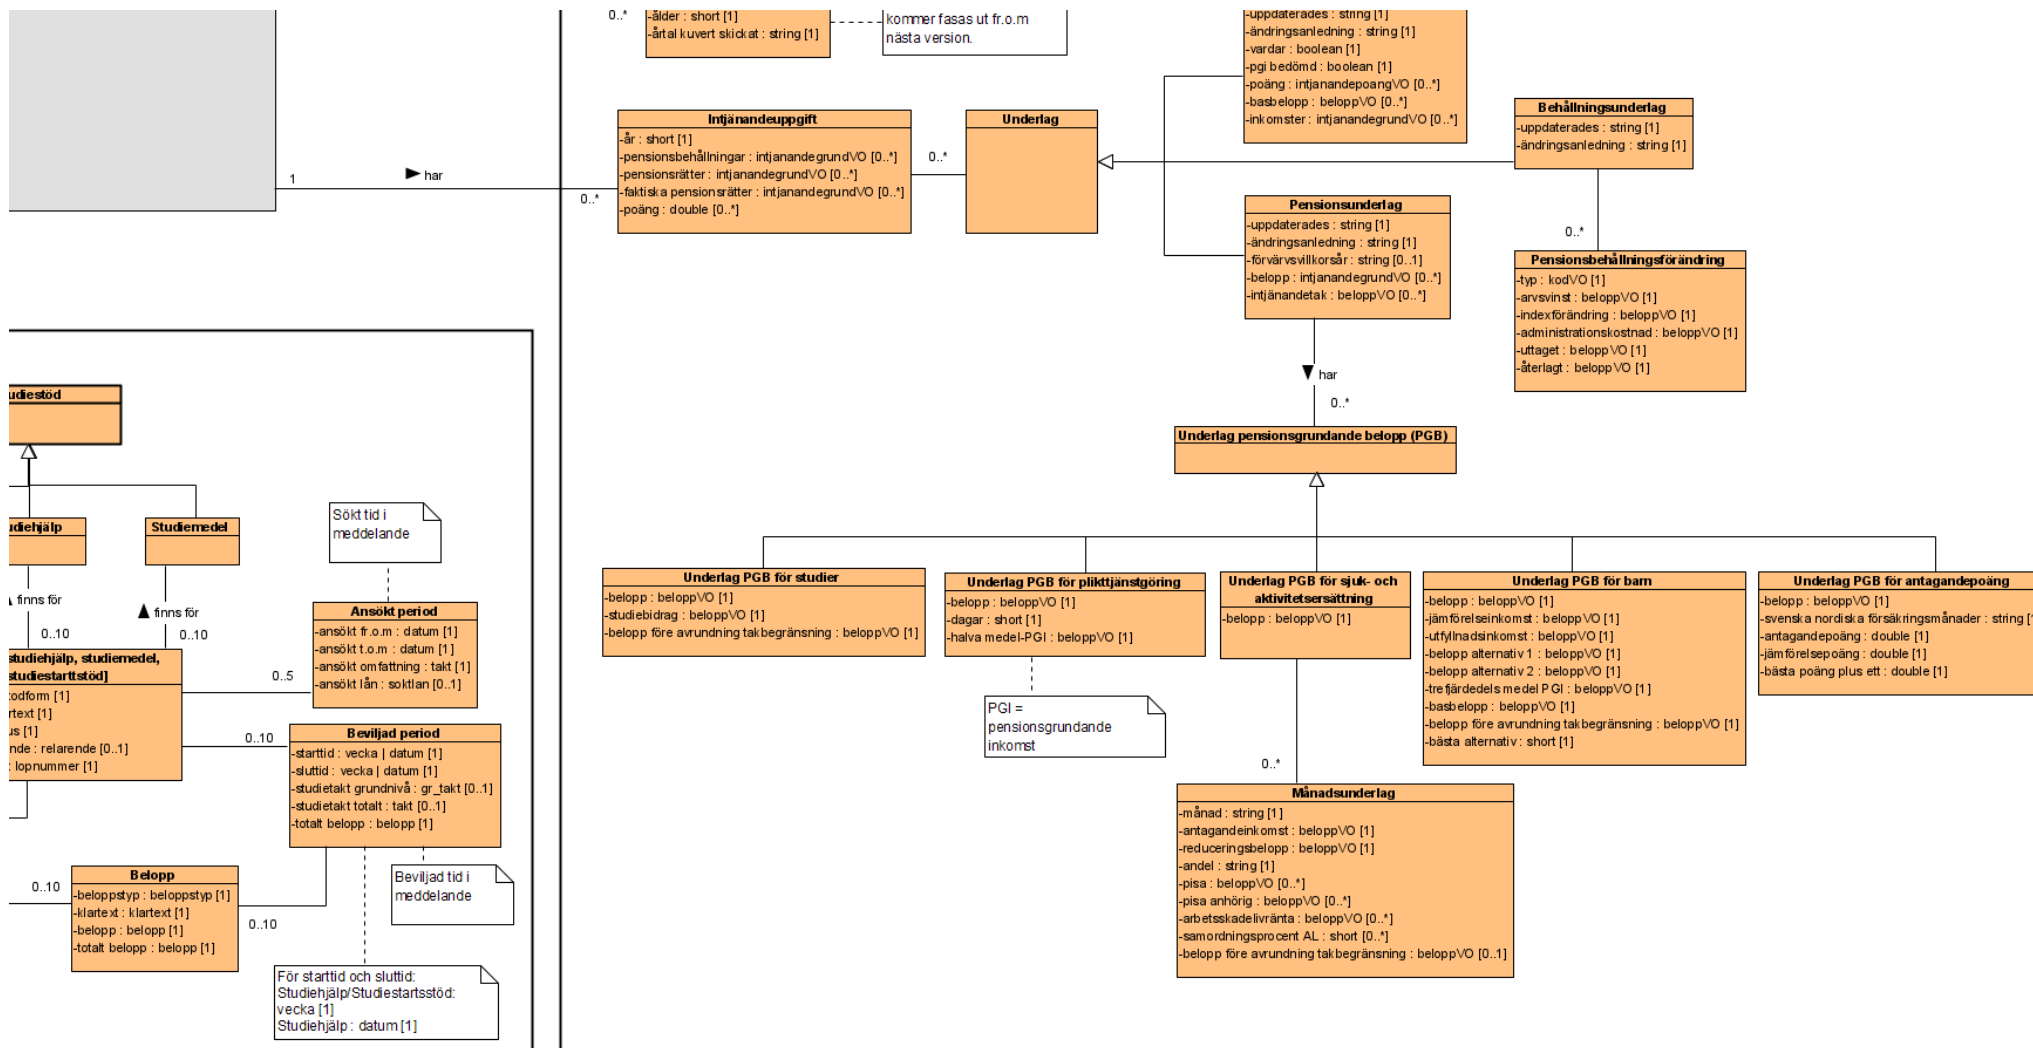 0..*
-ålder : short [1]
-årtal kuvert skickat : string [1]
kommer fasas ut fr.o.m
nästa version.
-uppdaterades : string [1]
-ändringsanledning : string [1]
-vardar : boolean [1]
-pgi bedömd : boolean [1]
-poäng : intjanandepoangVO [0..*]
-basbelopp : beloppVO [0..*]
-inkomster : intjanandegrundVO [0..*]
Behållningsunderlag
-uppdaterades : string [1]
-ändringsanledning : string [1]
1
har
0..*
Intjänandeuppgift
-år : short [1]
-pensionsbehållningar : intjanandegrundVO [0..*]
-pensionsrätter : intjanandegrundVO [0..*]
-faktiska pensionsrätter : intjanandegrundVO [0..*]
-poäng : double [0..*]
0..*
Underlag
Pensionsunderlag
-uppdaterades : string [1]
-ändringsanledning : string [1]
-förvärvsvillkorsår : string [0..1]
-belopp : intjanandegrundVO [0..*]
-intjänandetak : beloppVO [0..*]
0..*
Pensionsbehållningsförändring
-typ : kodVO [1]
-arvsvinst : beloppVO [1]
-indexförändring : beloppVO [1]
-administrationskostnad : beloppVO [1]
-uttaget : beloppVO [1]
-återlagt : beloppVO [1]
har
0..*
Underlag pensionsgrundande belopp (PGB)
udiestöd
udiehjälp
Studiemedel
Sökt tid i
meddelande
finns för
finns för
0..10
0..10
Ansökt period
-ansökt fr.o.m : datum [1]
-ansökt t.o.m : datum [1]
-ansökt omfattning : takt [1]
-ansökt lån : soktlan [0..1]
studiehjälp, studiemedel,
studiestarttstöd]
odform [1]
rtext [1]
us [1]
nde : relarende [0..1]
: lopnummer [1]
0..5
0..10
Beviljad period
-starttid : vecka | datum [1]
-sluttid : vecka | datum [1]
-studietakt grundnivå : gr_takt [0..1]
-studietakt totalt : takt [0..1]
-totalt belopp : belopp [1]
0..10
Belopp
-beloppstyp : beloppstyp [1]
-klartext : klartext [1]
-belopp : belopp [1]
-totalt belopp : belopp [1]
0..10
Beviljad tid i
meddelande
För starttid och sluttid:
Studiehjälp/Studiestartsstöd:
vecka [1]
Studiehjälp : datum [1]
Underlag PGB för studier
-belopp : beloppVO [1]
-studiebidrag : beloppVO [1]
-belopp före avrundning takbegränsning : beloppVO [1]
Underlag PGB för plikttjänstgöring
-belopp : beloppVO [1]
-dagar : short [1]
-halva medel-PGI : beloppVO [1]
PGI =
pensionsgrundande
inkomst
Underlag PGB för sjuk- och
aktivitetsersättning
-belopp : beloppVO [1]
Underlag PGB för barn
-belopp : beloppVO [1]
-jämförelseinkomst : beloppVO [1]
-utfyllnadsinkomst : beloppVO [1]
-belopp alternativ 1 : beloppVO [1]
-belopp alternativ 2 : beloppVO [1]
-trefjärdedels medel PGI : beloppVO [1]
-basbelopp : beloppVO [1]
-belopp före avrundning takbegränsning : beloppVO [1]
-bästa alternativ : short [1]
Underlag PGB för antagandepoäng
-belopp : beloppVO [1]
-svenska nordiska försäkringsmånader : string [
-antagandepoäng : double [1]
-jämförelsepoäng : double [1]
-bästa poäng plus ett : double [1]
0..*
Månadsunderlag
-månad : string [1]
-antagandeinkomst : beloppVO [1]
-reduceringsbelopp : beloppVO [1]
-andel : string [1]
-pisa : beloppVO [0..*]
-pisa anhörig : beloppVO [0..*]
-arbetsskadelivränta : beloppVO [0..*]
-samordningsprocent AL : short [0..*]
-belopp före avrundning takbegränsning : beloppVO [0..1]